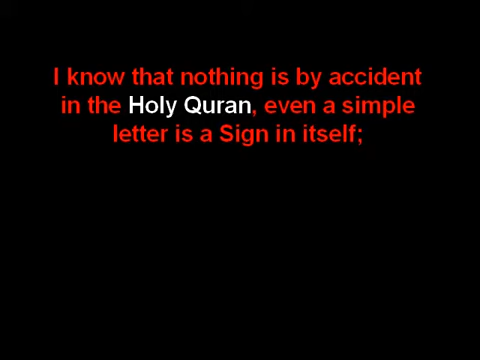 I know that nothing is by accident
in the Holy Quran, even a simple
letter is a Sign in itself;